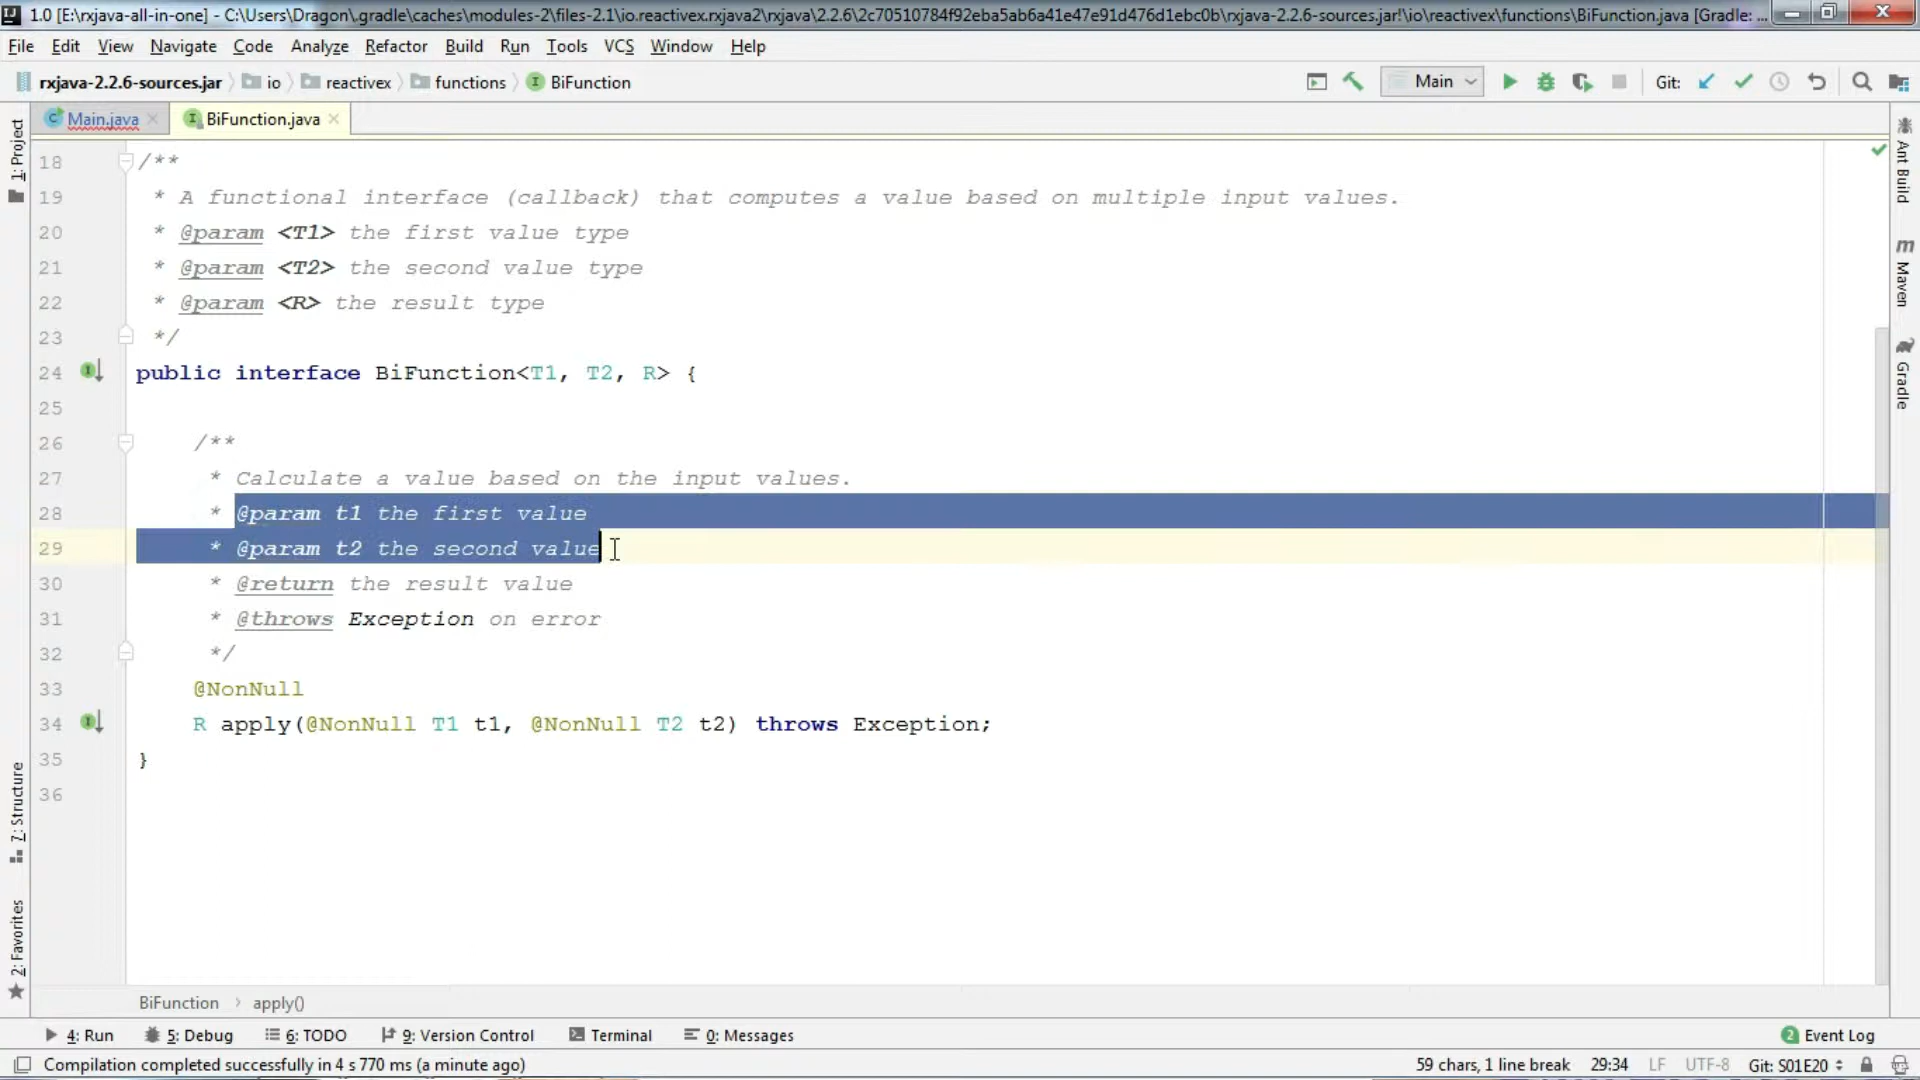 1.0 [E:\rxjava-all-in-one] - C:\Users\Dragon\.gradle\caches\modules-2\files-2.1\io.reactivex.rxjava2\rxjava\2.2.6\2c70510784f92eba5ab6a41e47e91d476d1ebc0b\rxjava-2.2.6-sources.jar!\io\reactivex\functions\BiFunction.java [Gradle: ...
File Edit View Navigate Code Analyze Refactor Build Run Tools VCS Window Help
rxjava-2.2.6-sources.jar io reactivex functions BiFunction Main Git:
Main.java BiFunction.java
1: Project
Ant Build
Maven
Gradle
7: Structure
2: Favorites
18 /**
19 * A functional interface (callback) that computes a value based on multiple input values.
20 * @param <T1> the first value type
21 * @param <T2> the second value type
22 * @param <R> the result type
23 */
24 public interface BiFunction<T1, T2, R> {
25
26 /**
27 * Calculate a value based on the input values.
28 * @param t1 the first value
29 * @param t2 the second value
30 * @return the result value
31 * @throws Exception on error
32 */
33 @NonNull
34 R apply(@NonNull T1 t1, @NonNull T2 t2) throws Exception;
35 }
36
BiFunction apply()
4: Run 5: Debug 6: TODO 9: Version Control Terminal 0: Messages 2 Event Log
Compilation completed successfully in 4 s 770 ms (a minute ago) 59 chars, 1 line break 29:34 LF UTF-8 Git: S01E20